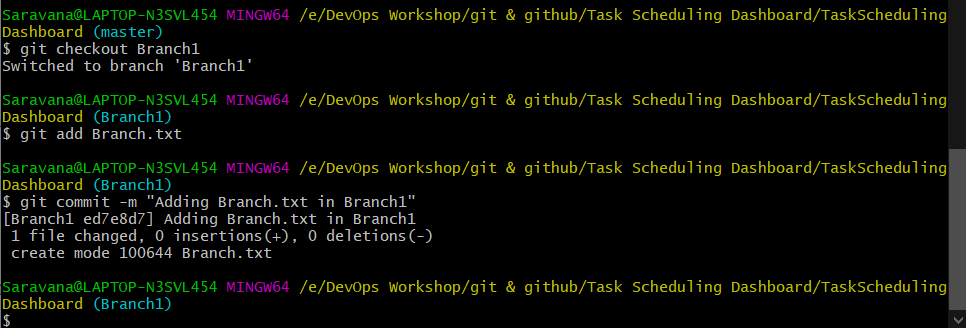 Saravana@LAPTOP-N3SVL454 MINGW64 /e/DevOps Workshop/git & github/Task Scheduling Dashboard/TaskScheduling
Dashboard (master)
$ git checkout Branch1
Switched to branch 'Branch1'

Saravana@LAPTOP-N3SVL454 MINGW64 /e/DevOps Workshop/git & github/Task Scheduling Dashboard/TaskScheduling
Dashboard (Branch1)
$ git add Branch.txt

Saravana@LAPTOP-N3SVL454 MINGW64 /e/DevOps Workshop/git & github/Task Scheduling Dashboard/TaskScheduling
Dashboard (Branch1)
$ git commit -m "Adding Branch.txt in Branch1"
[Branch1 ed7e8d7] Adding Branch.txt in Branch1
 1 file changed, 0 insertions(+), 0 deletions(-)
 create mode 100644 Branch.txt

Saravana@LAPTOP-N3SVL454 MINGW64 /e/DevOps Workshop/git & github/Task Scheduling Dashboard/TaskScheduling
Dashboard (Branch1)
$